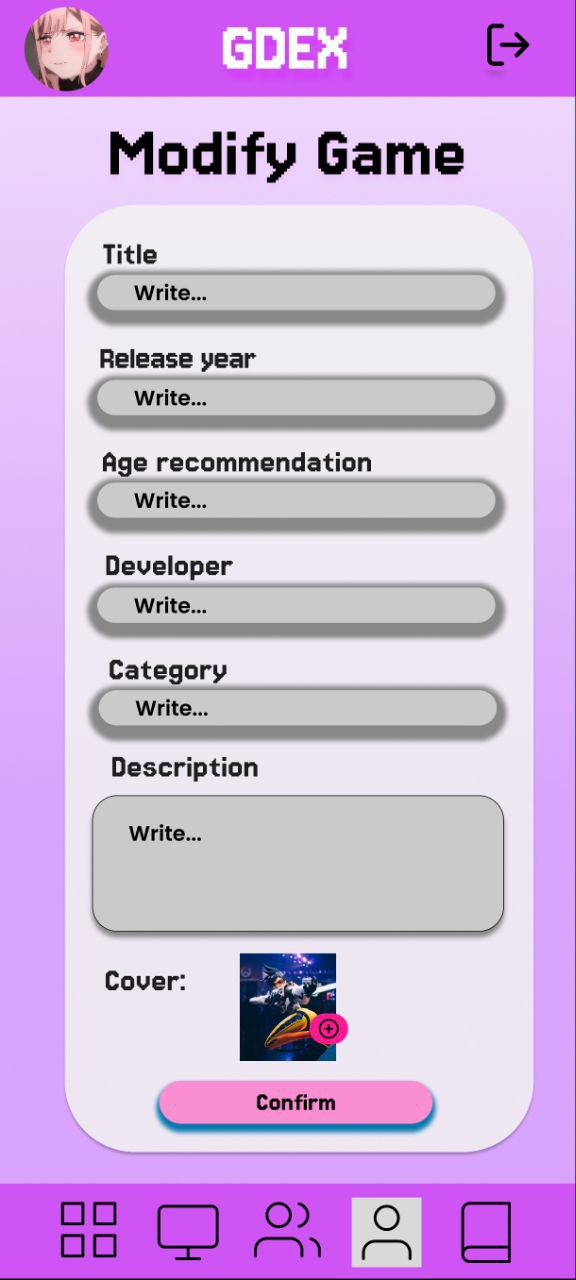 GDEX
Modify Game
Title
Write...
Release year
Write...
Age recommendation
Write...
Developer
Write...
Category
Write...
Description
Write...
Cover:
Confirm